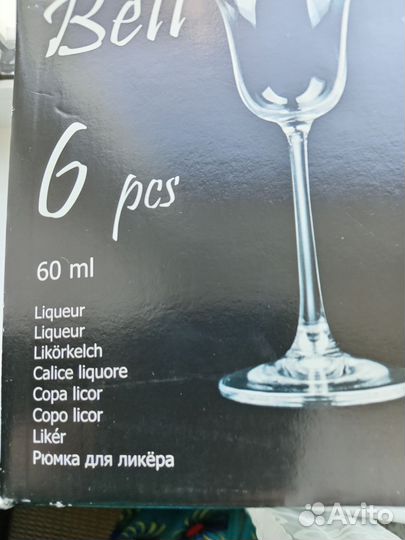 Bell
6 pcs
60 ml
Liqueur
Liqueur
Likörkelch
Calice liquore
Copa licor
Copo licor
Likér
Рюмка для ликёра
Avito